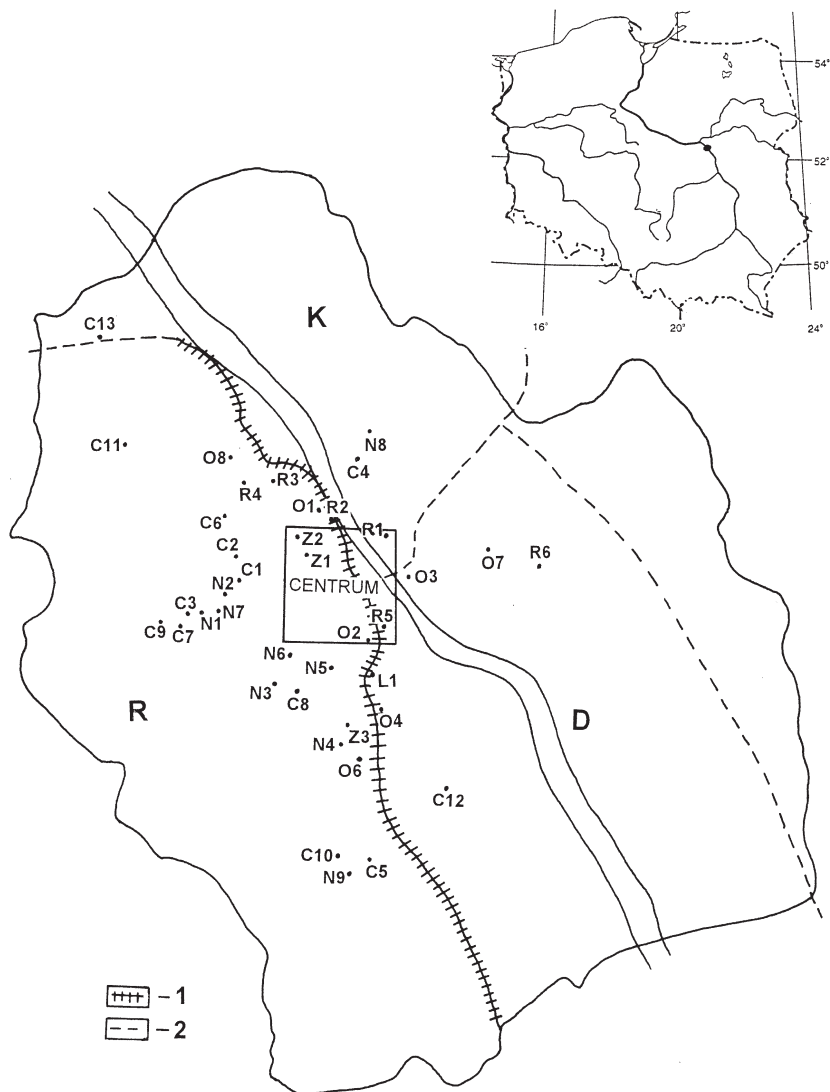 54°
52°
50°
16°
20°
24°
K
C13
N8
C11
O8
C4
R3
R4
O1
R2
C6
R1
Z2
C2
Z1
O7
R6
C1
CENTRUM
O3
N2
C3
N7
N1
C9
C7
R5
O2
N6
N5
L1
N3
C8
R
O4
D
Z3
N4
O6
C12
C10
C5
N9
- 1
- 2